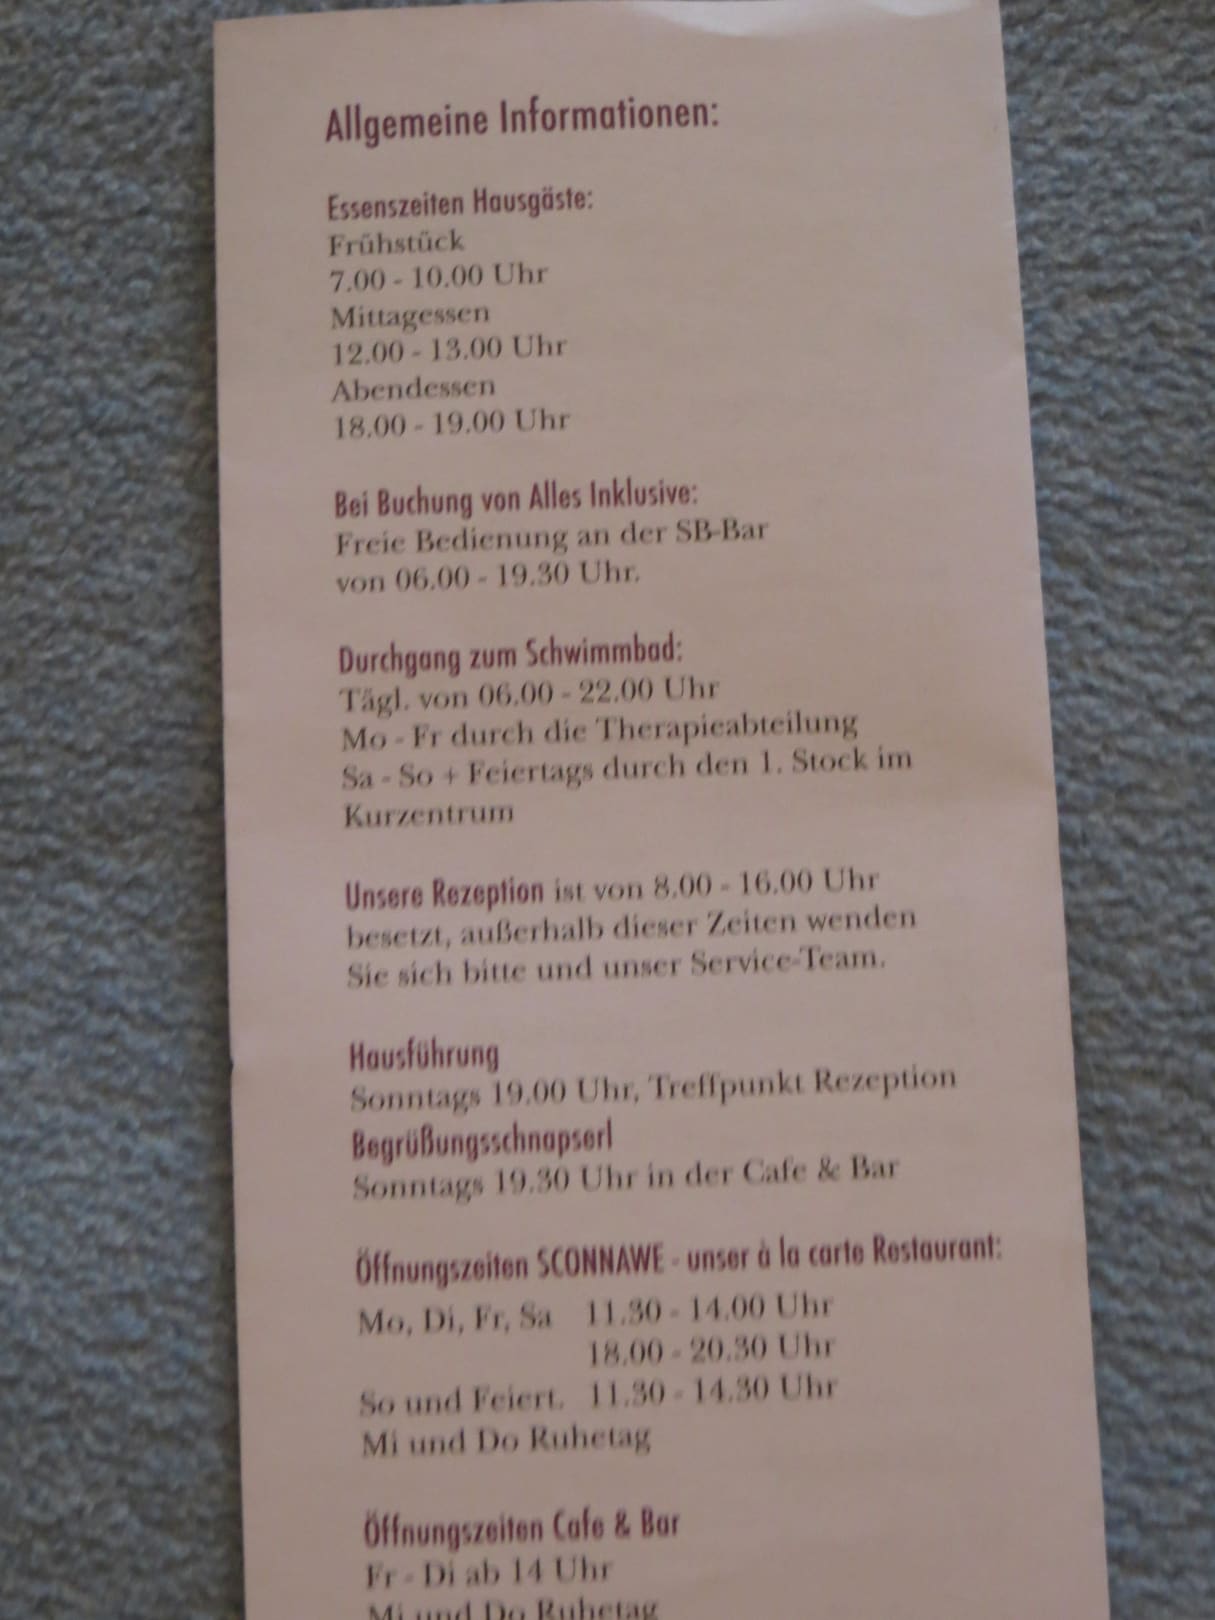 Allgemeine Informationen:
Essenszeiten Hausgäste:
Frühstück
7.00 - 10.00 Uhr
Mittagessen
12.00 - 13.00 Uhr
Abendessen
18.00 - 19.00 Uhr
Bei Buchung von Alles Inklusive:
Freie Bedienung an der SB-Bar
von 06.00 - 19.30 Uhr.
Durchgang zum Schwimmbad:
Tägl. von 06.00 - 22.00 Uhr
Mo - Fr durch die Therapieabteilung
Sa - So + Feiertags durch den 1. Stock im
Kurzentrum
Unsere Rezeption ist von 8.00 - 16.00 Uhr
besetzt, außerhalb dieser Zeiten wenden
Sie sich bitte und unser Service-Team.
Hausführung
Sonntags 19.00 Uhr, Treffpunkt Rezeption
Begrüßungsschnapserl
Sonntags 19.30 Uhr in der Cafe & Bar
Öffnungszeiten SCONNAWE - unser à la carte Restaurant:
Mo, Di, Fr, Sa 11.30 - 14.00 Uhr
18.00 - 20.30 Uhr
So und Feiert. 11.30 - 14.30 Uhr
Mi und Do Ruhetag
Öffnungszeiten Cafe & Bar
Fr - Di ab 14 Uhr
Mi und Do Ruhetag